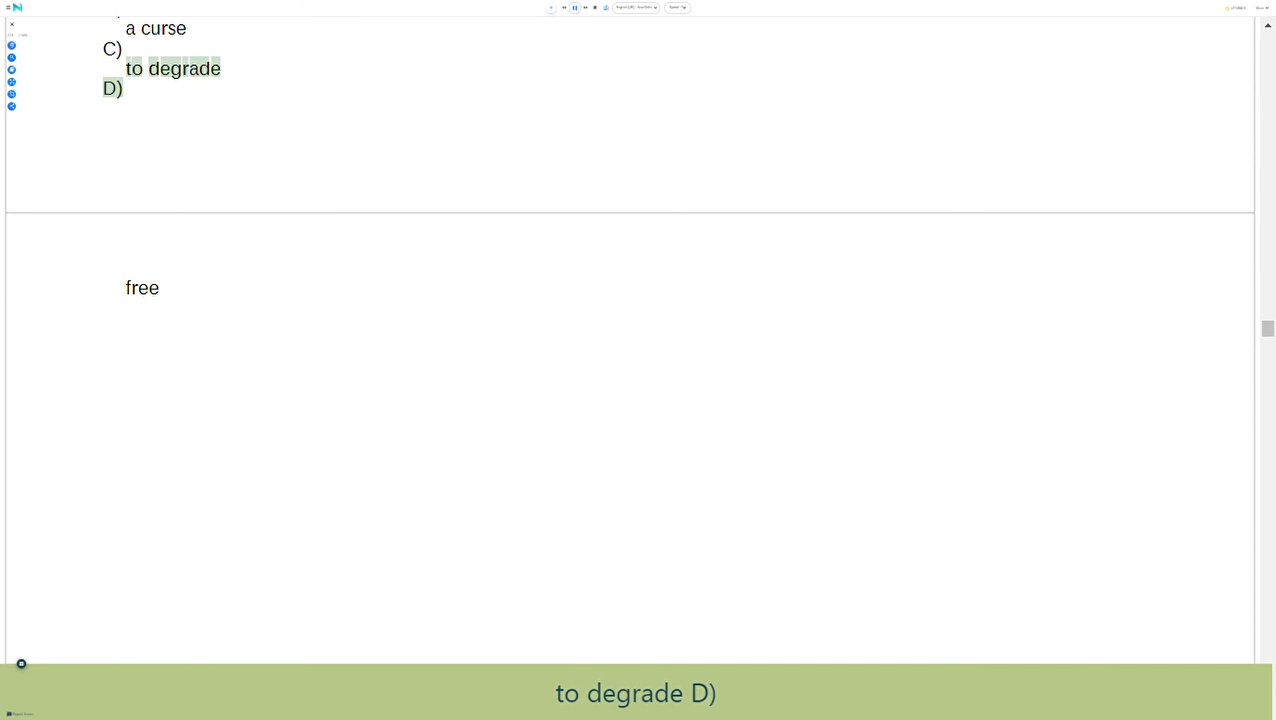 a curse
C)
to degrade
D)
free
to degrade D)